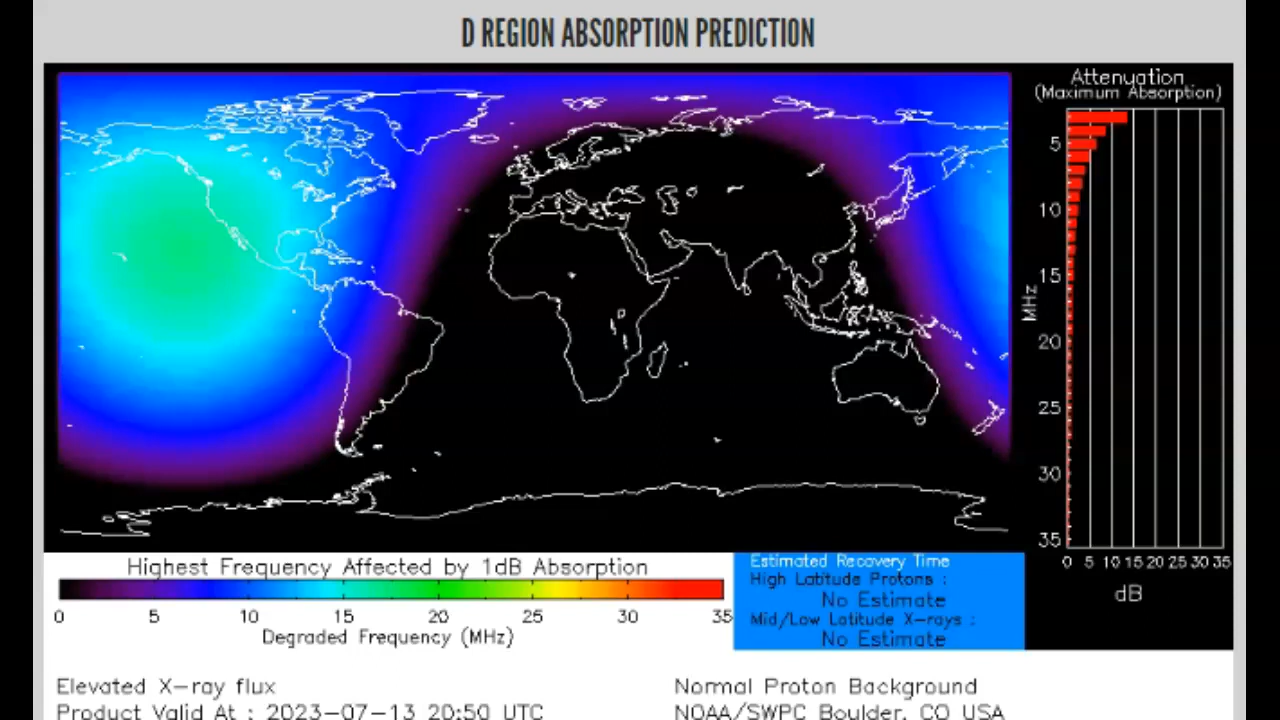 D REGION ABSORPTION PREDICTION
Attenuation
(Maximum Absorption)
5
10
15
20
25
30
35
MHz
0 5 10 15 20 25 30 35
dB
Highest Frequency Affected by 1dB Absorption
0 5 10 15 20 25 30 35
Degraded Frequency (MHz)
Estimated Recovery Time
High Latitude Protons :
No Estimate
Mid/Low Latitude X-rays :
No Estimate
Elevated X-ray flux
Normal Proton Background
Product Valid At : 2023-07-13 20:50 UTC
NOAA/SWPC Boulder, CO USA